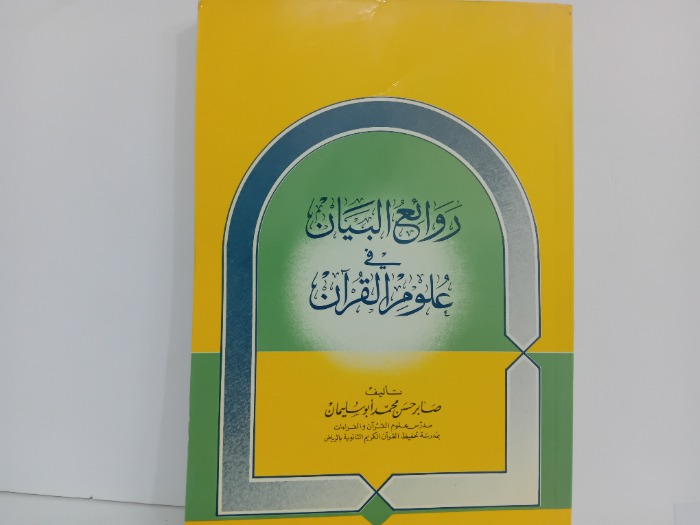 روائع البيان
في
علوم القرآن
تأليف
صابر حسن محمد أبو سليمان
مدرس علوم القرآن والقراءات
بمدرسة تحفيظ القرآن الكريم الثانوية بالرياض